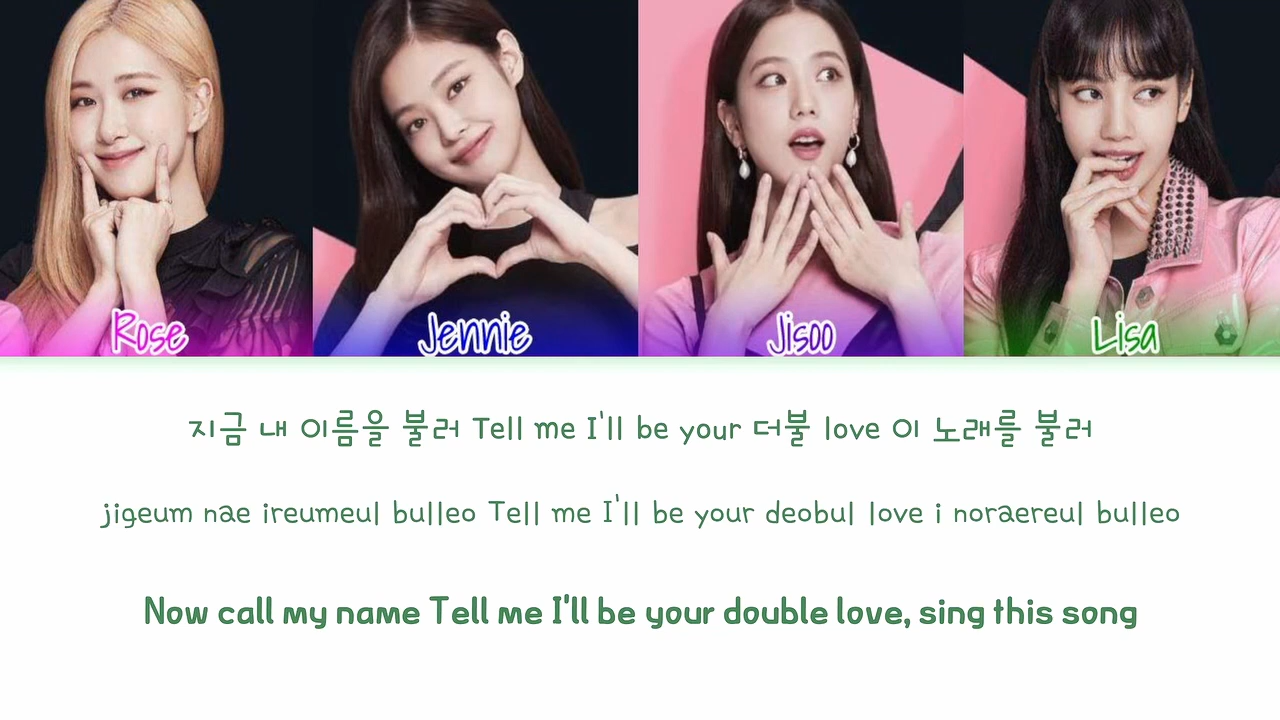 Rose
Jennie
Jisoo
Lisa
지금 내 이름을 불러 Tell me I'll be your 더불 love 이 노래를 불러
jigeum nae ireumeul bulleo Tell me I'll be your deobul love i noraereul bulleo
Now call my name Tell me I'll be your double love, sing this song